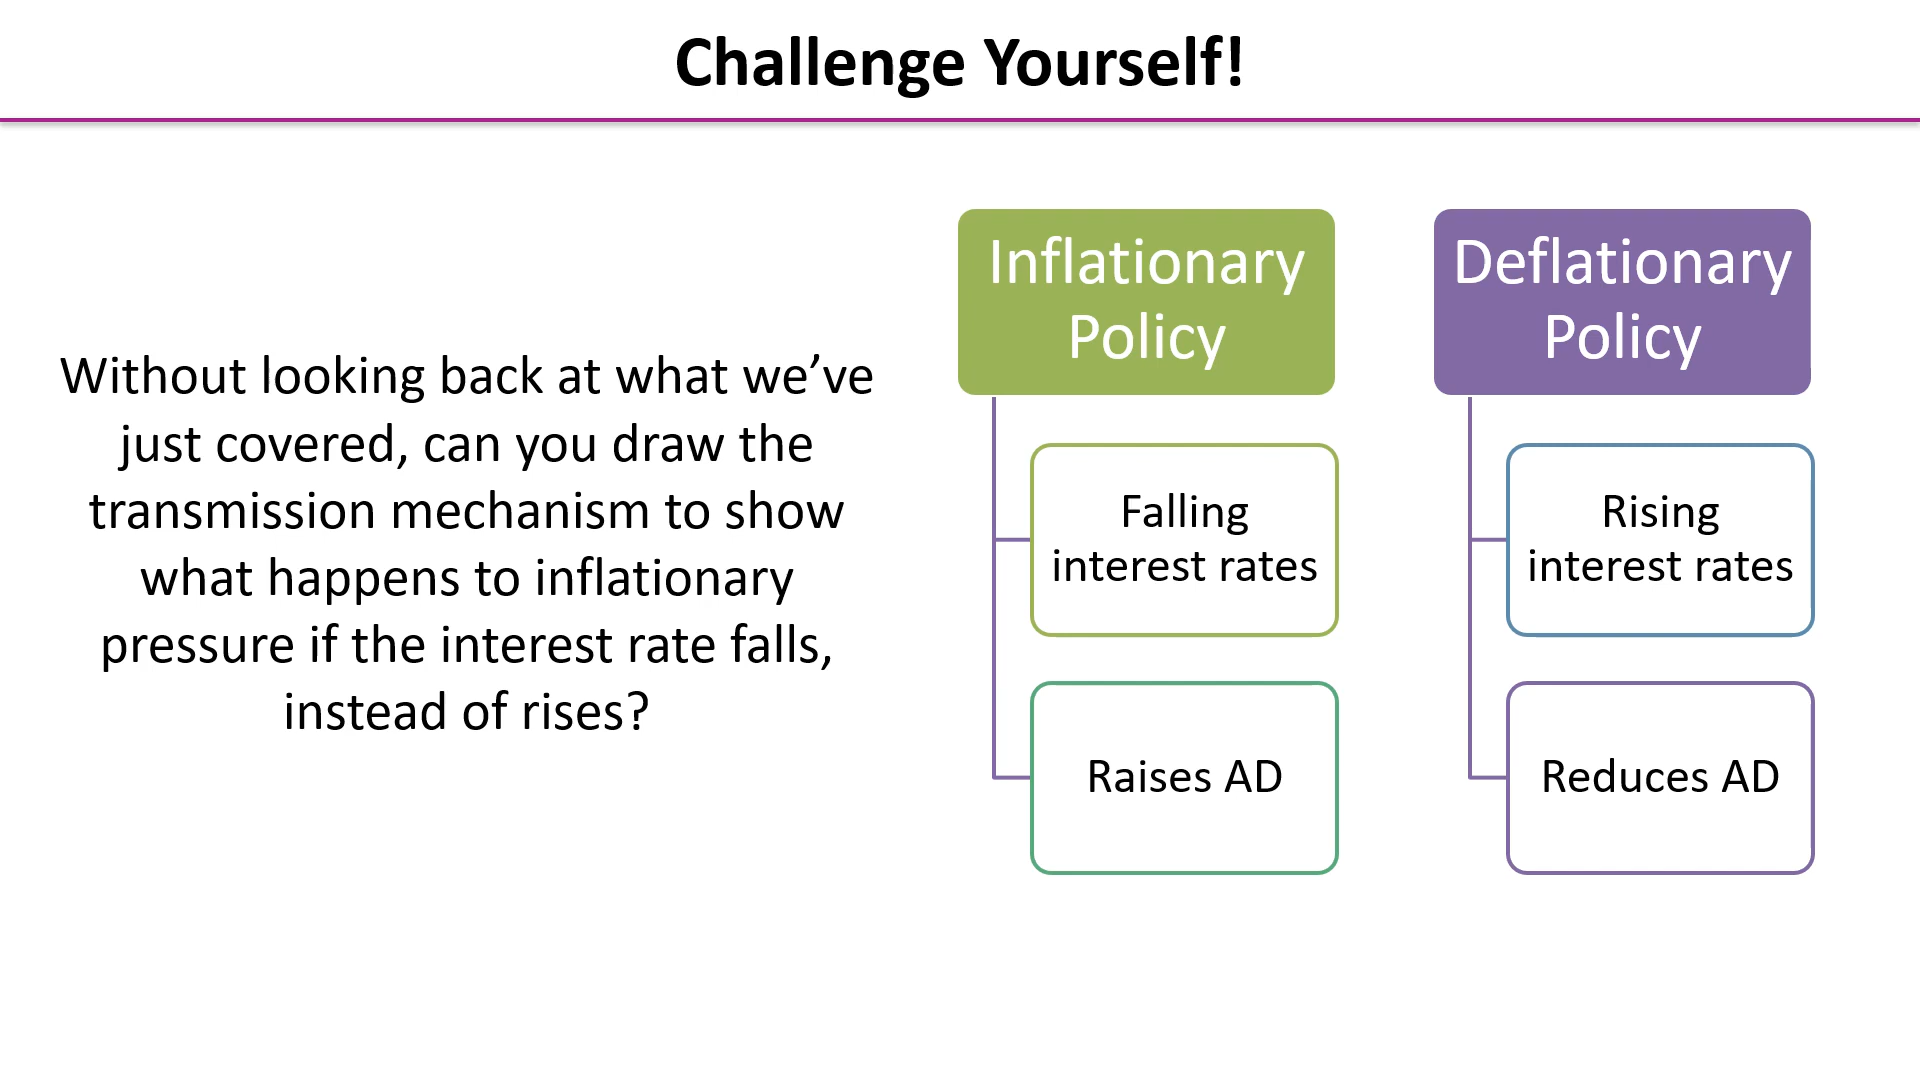 Challenge Yourself!
Without looking back at what we’ve
just covered, can you draw the
transmission mechanism to show
what happens to inflationary
pressure if the interest rate falls,
instead of rises?
Inflationary
Policy
Falling
interest rates
Raises AD
Deflationary
Policy
Rising
interest rates
Reduces AD